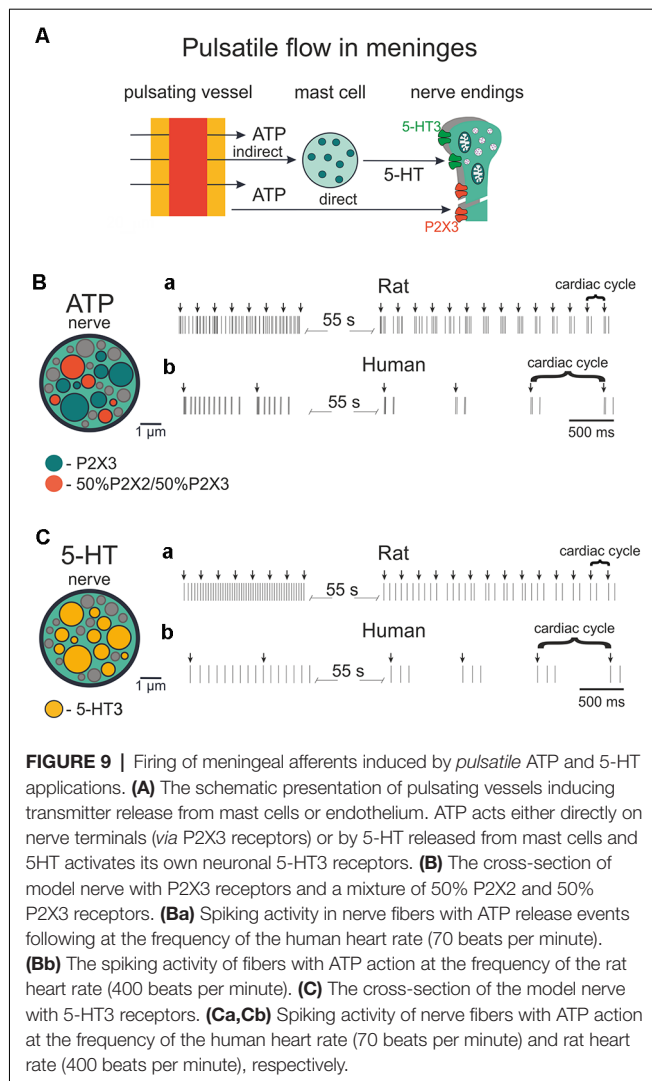 A
Pulsatile flow in meninges
pulsating vessel mast cell nerve endings
5-HT3
ATP
indirect
5-HT
ATP
direct
P2X3
B
ATP
nerve
1 µm
- P2X3
- 50%P2X2/50%P2X3
a
Rat
cardiac cycle
55 s
b
Human
cardiac cycle
55 s
500 ms
C
5-HT
nerve
1 µm
- 5-HT3
a
Rat
cardiac cycle
55 s
b
Human
cardiac cycle
55 s
500 ms
FIGURE 9 | Firing of meningeal afferents induced by pulsatile ATP and 5-HT
applications. (A) The schematic presentation of pulsating vessels inducing
transmitter release from mast cells or endothelium. ATP acts either directly on
nerve terminals (via P2X3 receptors) or by 5-HT released from mast cells and
5HT activates its own neuronal 5-HT3 receptors. (B) The cross-section of
model nerve with P2X3 receptors and a mixture of 50% P2X2 and 50%
P2X3 receptors. (Ba) Spiking activity in nerve fibers with ATP release events
following at the frequency of the human heart rate (70 beats per minute).
(Bb) The spiking activity of fibers with ATP action at the frequency of the rat
heart rate (400 beats per minute). (C) The cross-section of the model nerve
with 5-HT3 receptors. (Ca,Cb) Spiking activity of nerve fibers with ATP action
at the frequency of the human heart rate (70 beats per minute) and rat heart
rate (400 beats per minute), respectively.